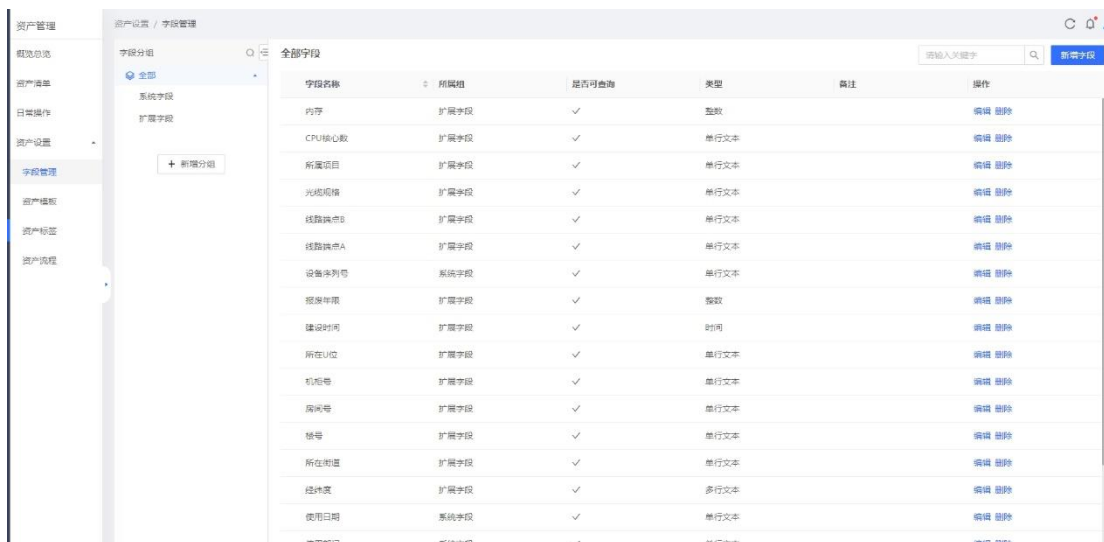 资产管理
资产设置 / 字段管理
概览总览
资产清单
日常操作
资产设置
字段管理
资产模板
资产标签
资产流程
字段分组
全部
系统字段
扩展字段
+ 新增分组
全部字段
请输入关键字
新增字段
字段名称 所属组 是否可查询 类型 备注 操作
内存 扩展字段 ✓ 整数 编辑 删除
CPU核心数 扩展字段 ✓ 单行文本 编辑 删除
所属项目 扩展字段 ✓ 单行文本 编辑 删除
光缆规格 扩展字段 ✓ 单行文本 编辑 删除
线路端点B 扩展字段 ✓ 单行文本 编辑 删除
线路端点A 扩展字段 ✓ 单行文本 编辑 删除
设备序列号 系统字段 ✓ 单行文本 编辑 删除
报废年限 扩展字段 ✓ 整数 编辑 删除
建设时间 扩展字段 ✓ 时间 编辑 删除
所在U位 扩展字段 ✓ 单行文本 编辑 删除
机柜号 扩展字段 ✓ 单行文本 编辑 删除
房间号 扩展字段 ✓ 单行文本 编辑 删除
楼号 扩展字段 ✓ 单行文本 编辑 删除
所在街道 扩展字段 ✓ 单行文本 编辑 删除
经纬度 扩展字段 ✓ 多行文本 编辑 删除
使用日期 系统字段 ✓ 单行文本 编辑 删除